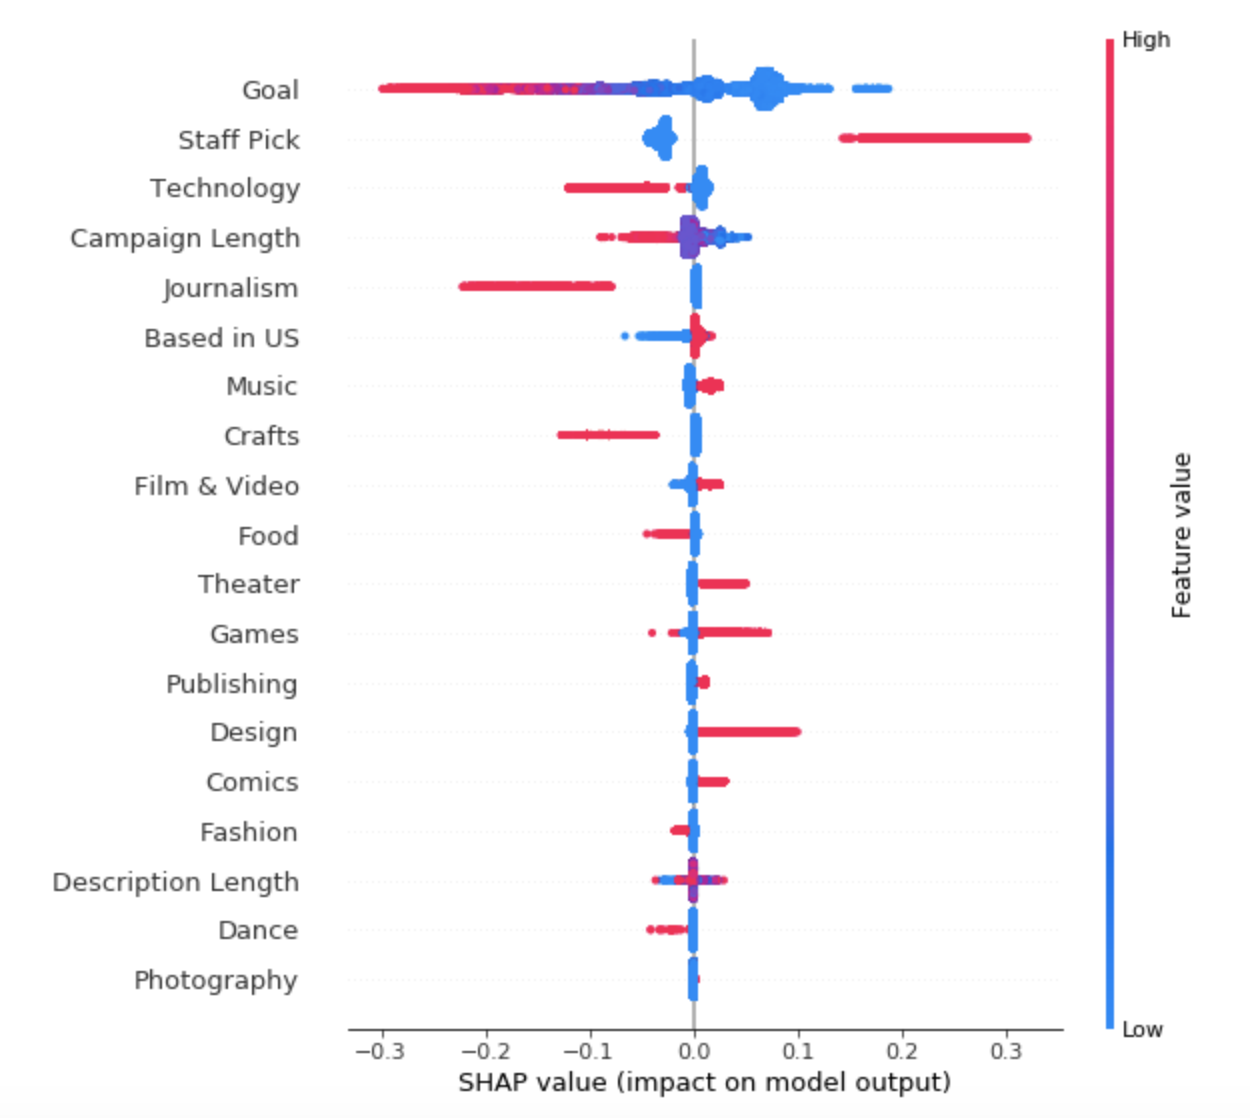 High
Goal
Staff Pick
Technology
Campaign Length
Journalism
Based in US
Music
Crafts
Film & Video
Food
Theater
Games
Publishing
Design
Comics
Fashion
Description Length
Dance
Photography
Feature value
Low
−0.3 −0.2 −0.1 0.0 0.1 0.2 0.3
SHAP value (impact on model output)